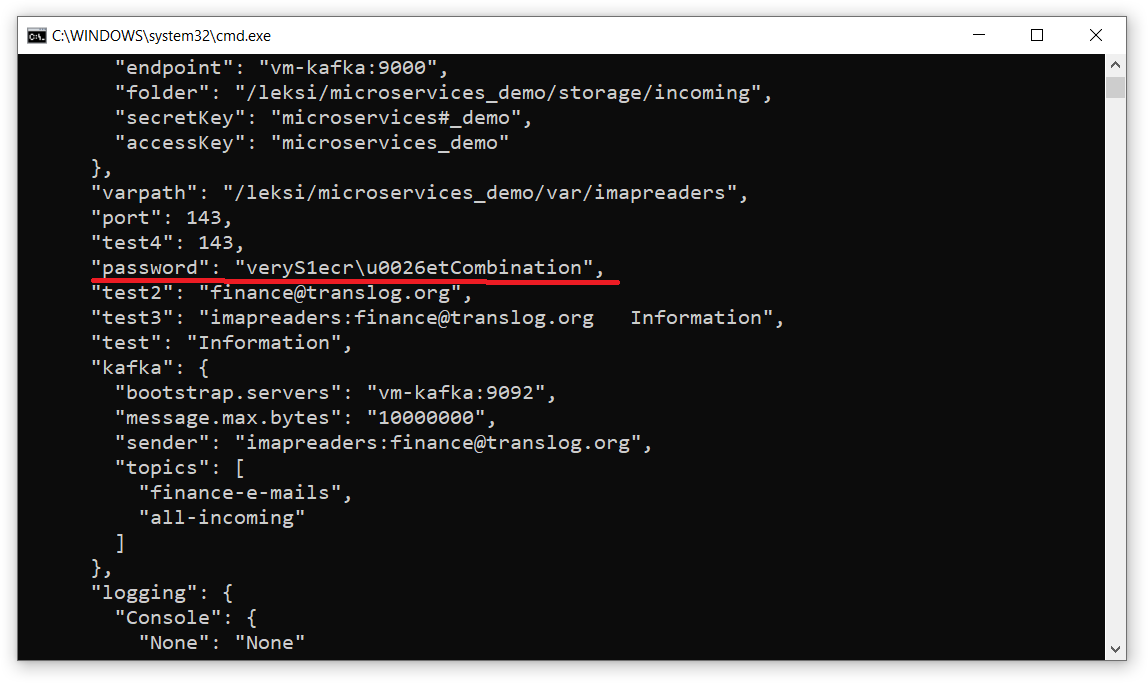 C:\WINDOWS\system32\cmd.exe
"endpoint": "vm-kafka:9000",
"folder": "/leksi/microservices_demo/storage/incoming",
"secretKey": "microservices#_demo",
"accessKey": "microservices_demo"
},
"varpath": "/leksi/microservices_demo/var/imapreaders",
"port": 143,
"test4": 143,
"password": "veryS1ecr\u0026etCombination",
"test2": "finance@translog.org",
"test3": "imapreaders:finance@translog.org   Information",
"test": "Information",
"kafka": {
"bootstrap.servers": "vm-kafka:9092",
"message.max.bytes": "10000000",
"sender": "imapreaders:finance@translog.org",
"topics": [
"finance-e-mails",
"all-incoming"
]
},
"logging": {
"Console": {
"None": "None"